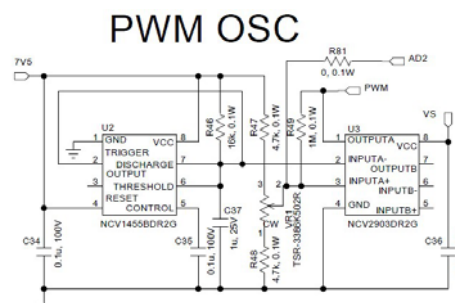 PWM OSC
7V5
R81
0, 0.1W
AD2
PWM
VS
R46
16k, 0.1W
R47
4.7k, 0.1W
R49
1M, 0.1W
U2
1 GND VCC 8
TRIGGER
2 DISCHARGE 7
OUTPUT
3 THRESHOLD 6
RESET
4 CONTROL 5
NCV1455BDR2G
U3
1 OUTPUTA VCC 8
2 INPUTA- OUTPUTB 7
3 INPUTA+ INPUTB- 6
4 GND INPUTB+ 5
NCV2903DR2G
3 2
CW
1
VR1
C34
0.1u, 100V
C35
0.1u, 100V
C37
1u, 25V
R48
4.7k, 0.1W
C36